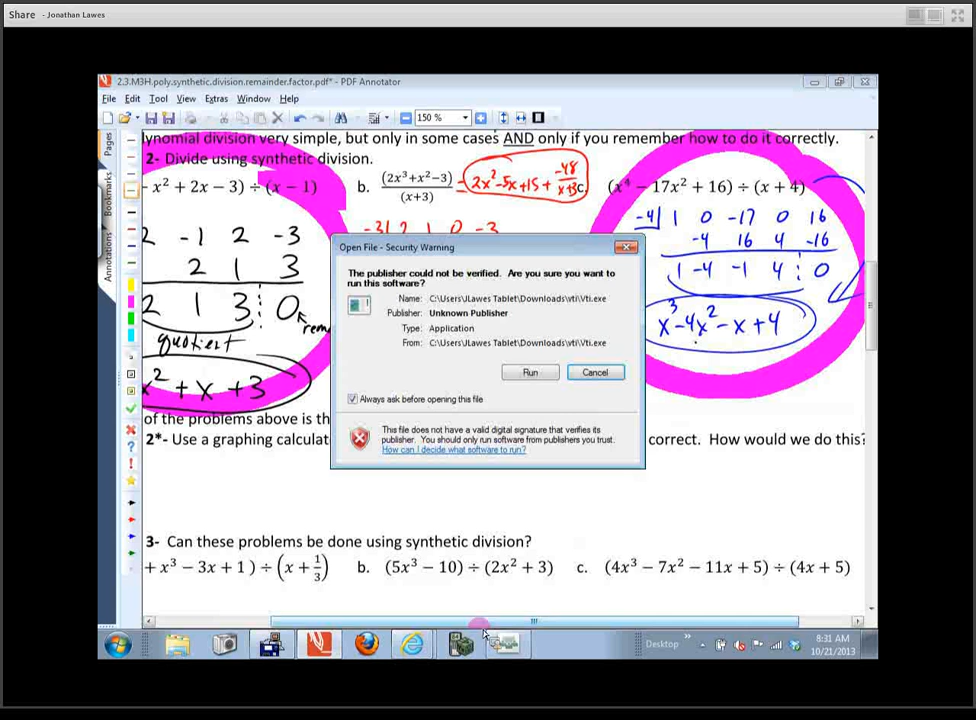 Share - Jonathan Lawes
2.3.M3H.poly.synthetic.division.remainder.factor.pdf* - PDF Annotator
File Edit Tool View Extras Window Help
150 %
Pages
Bookmarks
Annotations
lynomial division very simple, but only in some cases AND only if you remember how to do it correctly.
2- Divide using synthetic division.
- x² + 2x − 3) ÷ (x − 1)
b. (2x³+x²−3)/(x+3) = 2x²-5x+15+ -48/x+3
c. (x⁴ − 17x² + 16) ÷ (x + 4)
2 -1 2 -3
2 1 3
2 1 3 0
quotient
x² + x + 3
-3| 2 1 0 -3
-4| 1 0 -17 0 16
-4 16 4 -16
1 -4 -1 4 0
x³-4x²-x+4
Open File - Security Warning
The publisher could not be verified. Are you sure you want to
run this software?
Name: C:\Users\JLawes Tablet\Downloads\vti\Vti.exe
Publisher: Unknown Publisher
Type: Application
From: C:\Users\JLawes Tablet\Downloads\vti\Vti.exe
Run Cancel
Always ask before opening this file
This file does not have a valid digital signature that verifies its
publisher. You should only run software from publishers you trust.
How can I decide what software to run?
of the problems above is th
2*- Use a graphing calculat correct. How would we do this?
3- Can these problems be done using synthetic division?
+ x³ − 3x + 1) ÷ (x + 1/3) b. (5x³ − 10) ÷ (2x² + 3) c. (4x³ − 7x² − 11x + 5) ÷ (4x + 5)
Desktop
8:31 AM
10/21/2013